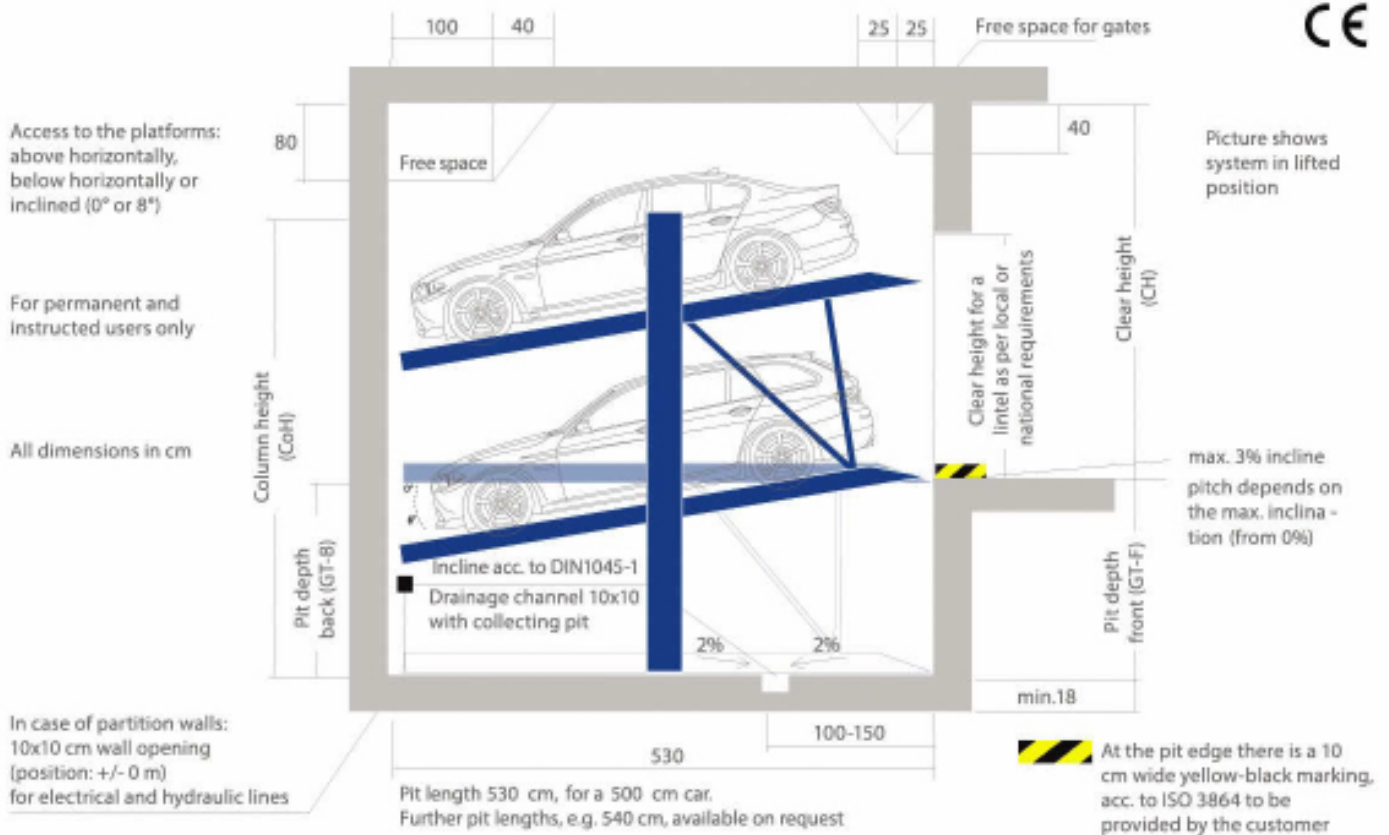 100
40
25
25
Free space for gates
CE
Access to the platforms:
above horizontally,
below horizontally or
inclined (0° or 8°)
80
Free space
40
Picture shows
system in lifted
position
For permanent and
instructed users only
All dimensions in cm
Column height
(CoH)
Clear height for a
lintel as per local or
national requirements
Clear height
(CH)
max. 3% incline
pitch depends on
the max. inclina -
tion (from 0%)
0°
8°
Pit depth
back (GT-B)
Incline acc. to DIN1045-1
Drainage channel 10x10
with collecting pit
2%
2%
Pit depth
front (GT-F)
min.18
In case of partition walls:
10x10 cm wall opening
(position: +/- 0 m)
for electrical and hydraulic lines
100-150
530
Pit length 530 cm, for a 500 cm car.
Further pit lengths, e.g. 540 cm, available on request
At the pit edge there is a 10
cm wide yellow-black marking,
acc. to ISO 3864 to be
provided by the customer